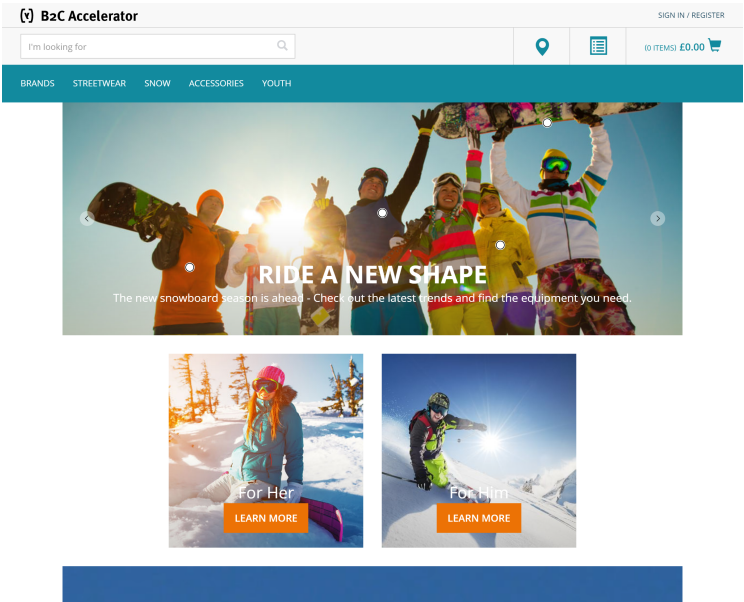 (Y) B2C Accelerator
SIGN IN / REGISTER
I'm looking for
(0 ITEMS) £0.00
BRANDS STREETWEAR SNOW ACCESSORIES YOUTH
RIDE A NEW SHAPE
The new snowboard season is ahead - Check out the latest trends and find the equipment you need.
For Her
LEARN MORE
For Him
LEARN MORE